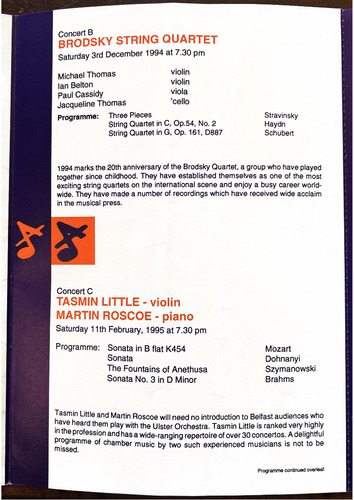 Concert B
BRODSKY STRING QUARTET
Saturday 3rd December 1994 at 7.30 pm
Michael Thomas violin
Ian Belton violin
Paul Cassidy viola
Jacqueline Thomas 'cello
Programme: Three Pieces Stravinsky
String Quartet in C, Op.54, No. 2 Haydn
String Quartet in G, Op. 161, D887 Schubert
1994 marks the 20th anniversary of the Brodsky Quartet, a group who have played
together since childhood. They have established themselves as one of the most
exciting string quartets on the international scene and enjoy a busy career world-
wide. They have made a number of recordings which have received wide acclaim
in the musical press.
Concert C
TASMIN LITTLE - violin
MARTIN ROSCOE - piano
Saturday 11th February, 1995 at 7.30 pm
Programme: Sonata in B flat K454 Mozart
Sonata Dohnanyi
The Fountains of Anethusa Szymanowski
Sonata No. 3 in D Minor Brahms
Tasmin Little and Martin Roscoe will need no introduction to Belfast audiences who
have heard them play with the Ulster Orchestra. Tasmin Little is ranked very highly
in the profession and has a wide-ranging repertoire of over 30 concertos. A delightful
programme of chamber music by two such experienced musicians is not to be
missed.
Programme continued overleaf